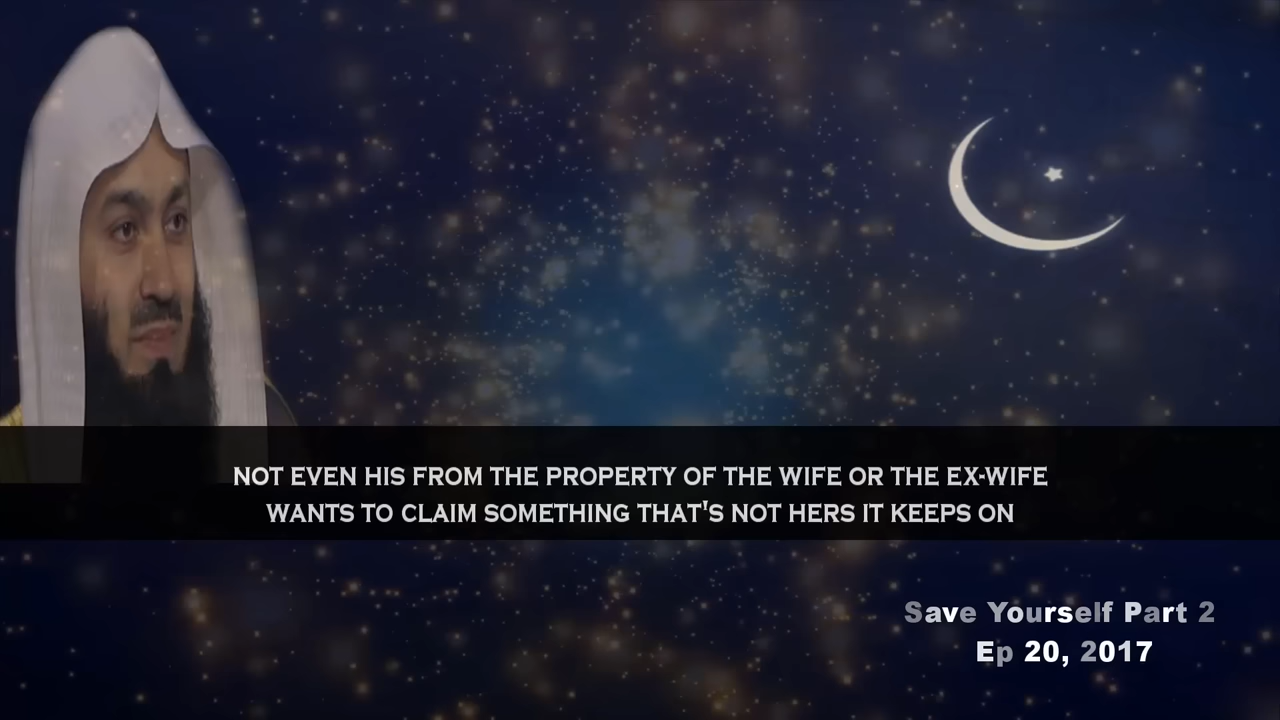 NOT EVEN HIS FROM THE PROPERTY OF THE WIFE OR THE EX-WIFE
WANTS TO CLAIM SOMETHING THAT'S NOT HERS IT KEEPS ON
Save Yourself Part 2
Ep 20, 2017